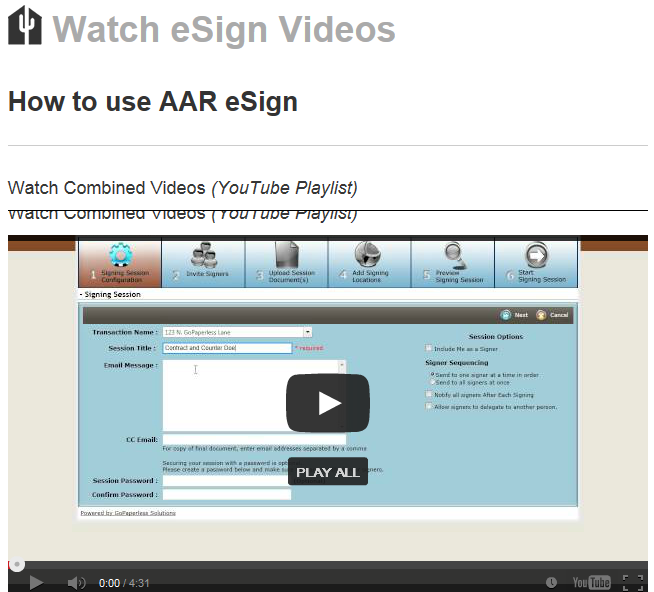 Watch eSign Videos
How to use AAR eSign
Watch Combined Videos (YouTube Playlist)
Watch Combined Videos (YouTube Playlist)
1 Signing Session Configuration
2 Invite Signers
3 Upload Session Document(s)
4 Add Signing Locations
5 Preview Signing Session
6 Start Signing Session
- Signing Session
Next Cancel
Transaction Name : 123 N. GoPaperless Lane
Session Title : Contract and Counter Doe * required
Email Message :
Session Options
Include Me as a Signer
Signer Sequencing
Send to one signer at a time in order
Send to all signers at once
Notify all signers After Each Signing
Allow signers to delegate to another person.
CC Email:
For copy of final document, enter email addresses separated by a comma
Securing your session with a password is opt
Please create a password below and make su
PLAY ALL
Session Password :
Confirm Password :
Powered by GoPaperless Solutions
0:00 / 4:31
YouTube